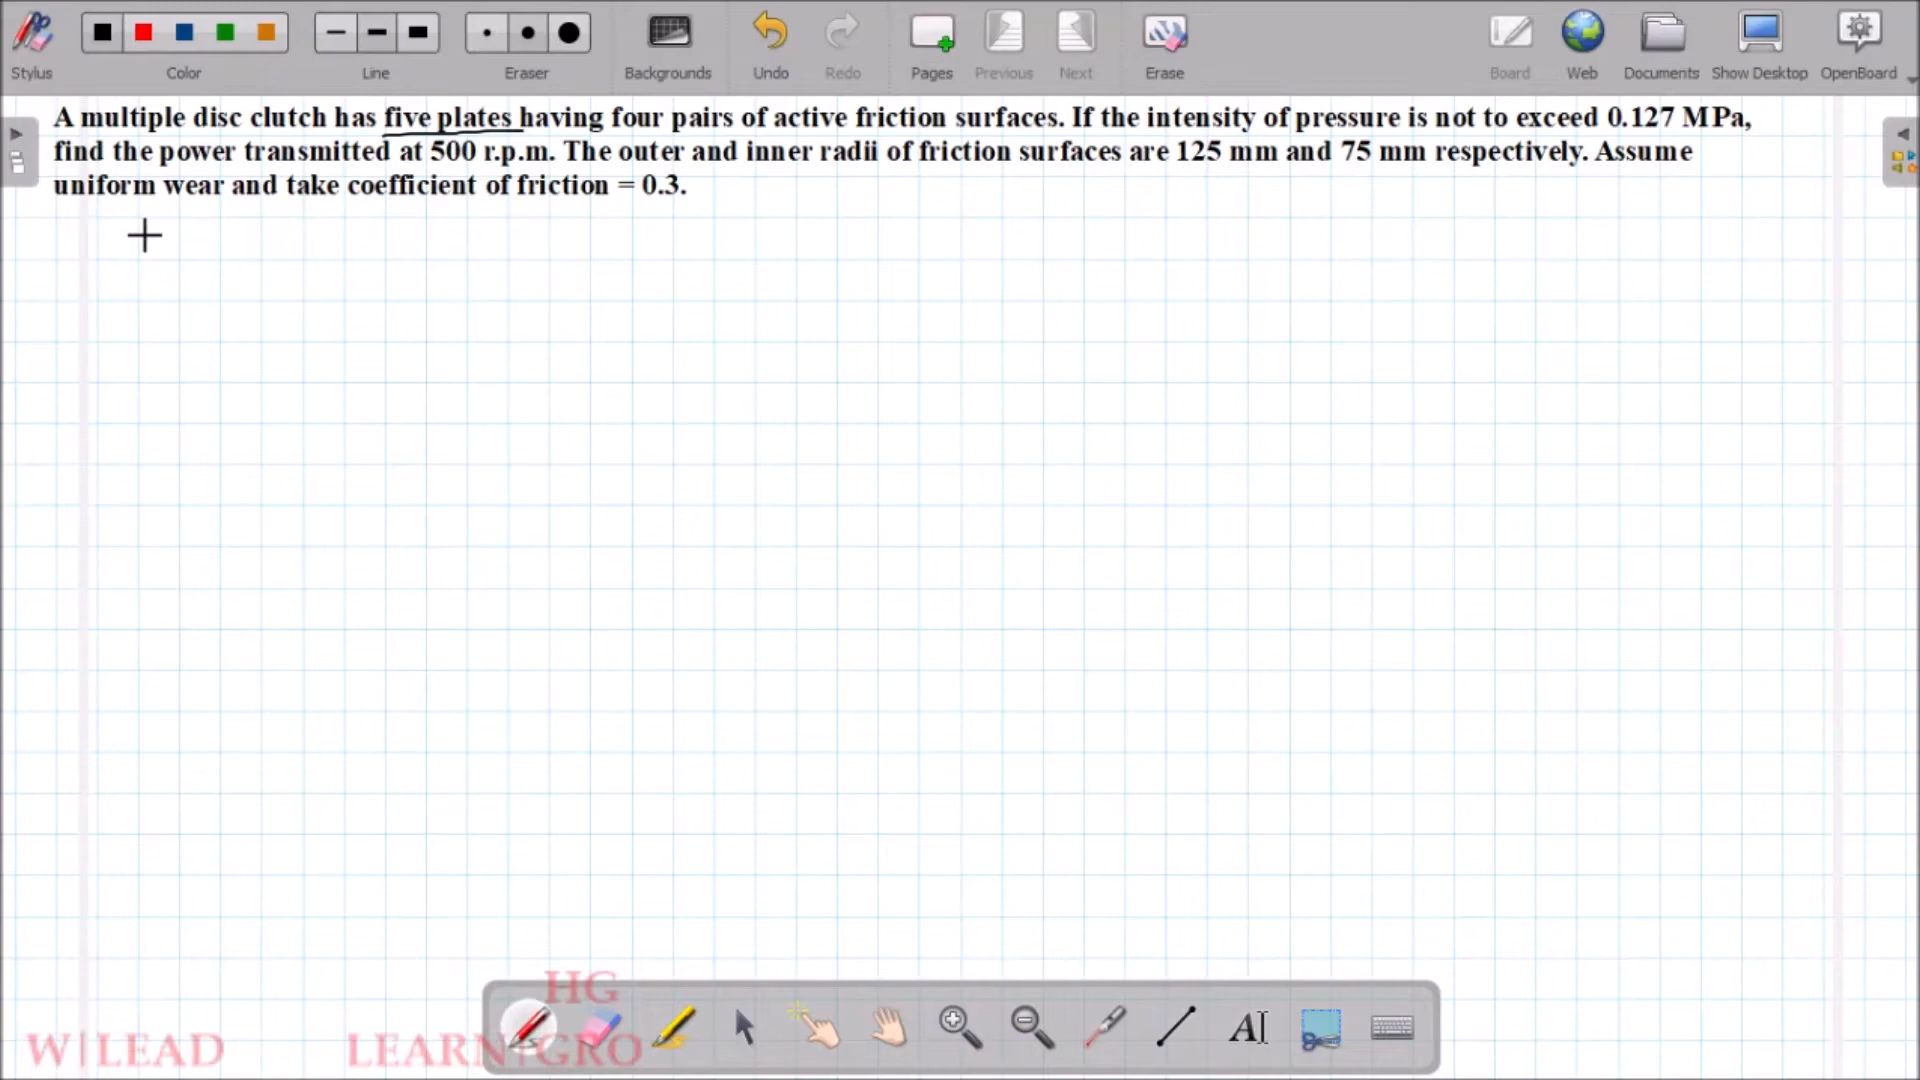 Stylus Color Line Eraser Backgrounds Undo Redo Pages Previous Next Erase Board Web Documents Show Desktop OpenBoard
A multiple disc clutch has five plates having four pairs of active friction surfaces. If the intensity of pressure is not to exceed 0.127 MPa,
find the power transmitted at 500 r.p.m. The outer and inner radii of friction surfaces are 125 mm and 75 mm respectively. Assume
uniform wear and take coefficient of friction = 0.3.
HG
W|LEAD LEARN|GRO